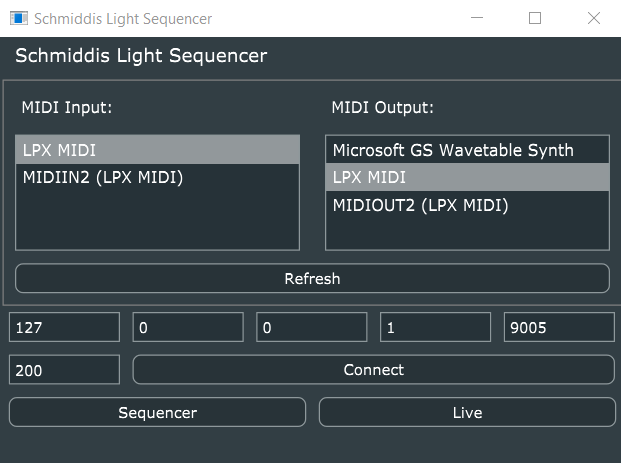 Schmiddis Light Sequencer
Schmiddis Light Sequencer
MIDI Input: MIDI Output:
LPX MIDI
MIDIIN2 (LPX MIDI)
Microsoft GS Wavetable Synth
LPX MIDI
MIDIOUT2 (LPX MIDI)
Refresh
127 0 0 1 9005
200 Connect
Sequencer Live